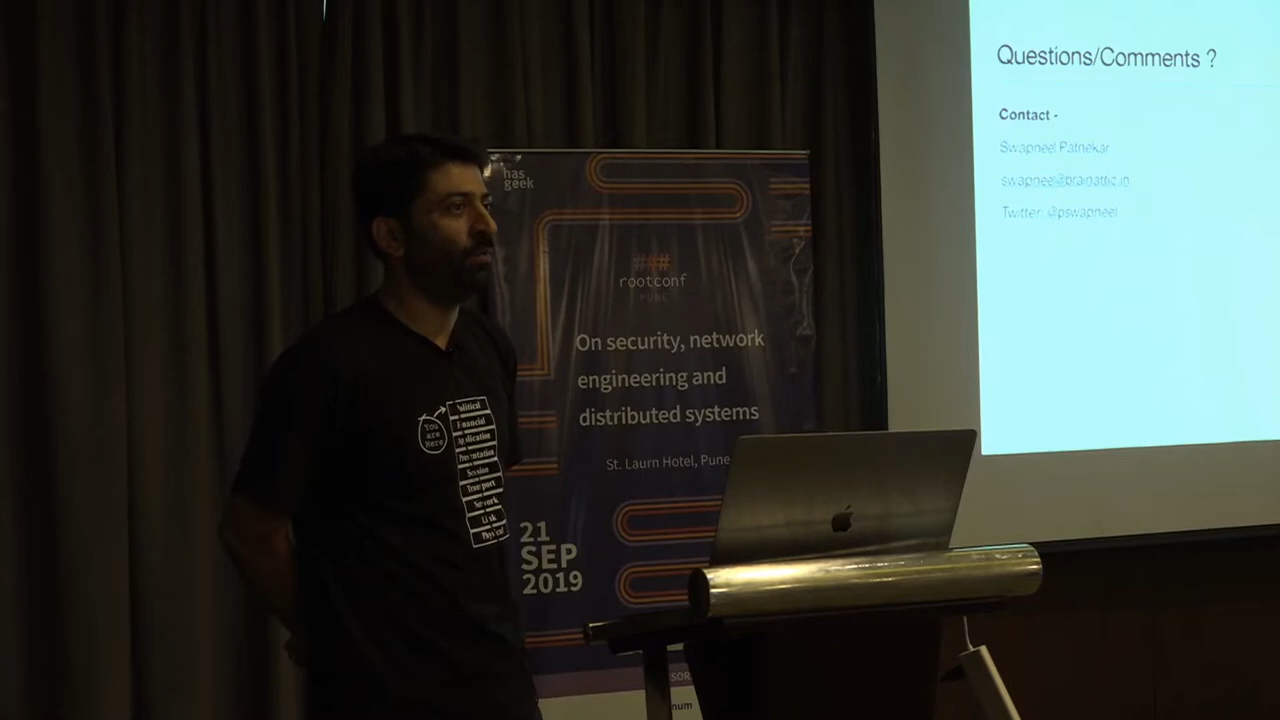 Questions/Comments ?
Contact -
Swapneel Patnekar
swapneel@brainattic.in
Twitter: @pswapneel
has
geek
rootconf
PUNE
On security, network
engineering and
distributed systems
St. Laurn Hotel, Pune
21
SEP
2019
You
are
Here
Political
Financial
Application
Presentation
Session
Transport
Network
Link
Physical